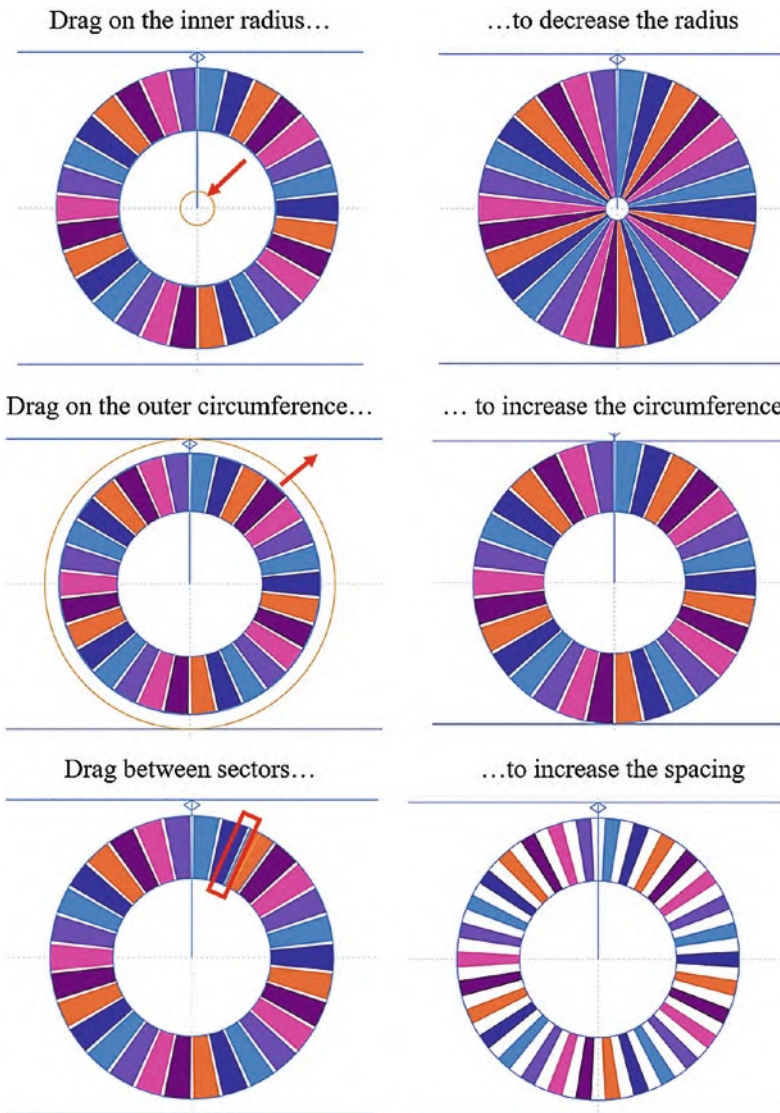 Drag on the inner radius…
…to decrease the radius
Drag on the outer circumference…
… to increase the circumference
Drag between sectors…
…to increase the spacing